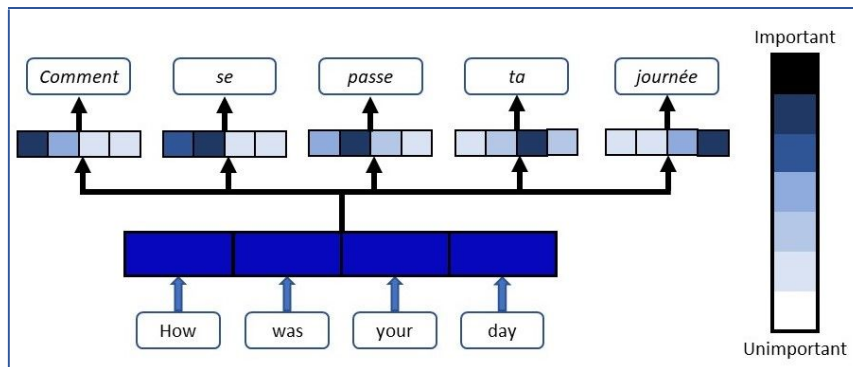 Important
Comment
se
passe
ta
journée
How
was
your
day
Unimportant